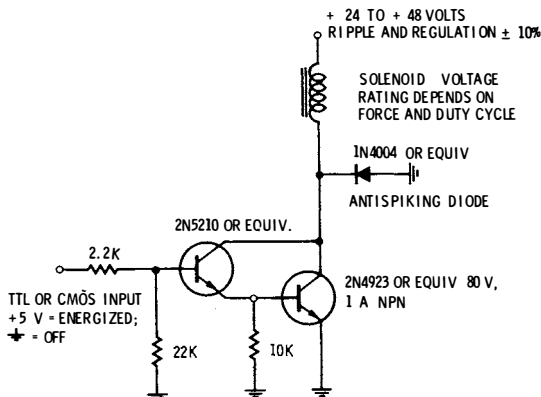 + 24 TO + 48 VOLTS
RIPPLE AND REGULATION ± 10%
SOLENOID VOLTAGE
RATING DEPENDS ON
FORCE AND DUTY CYCLE
1N4004 OR EQUIV
ANTISPIKING DIODE
2N5210 OR EQUIV.
2.2K
2N4923 OR EQUIV 80 V,
1 A NPN
TTL OR CMOS INPUT
+5 V = ENERGIZED;
= OFF
22K
10K